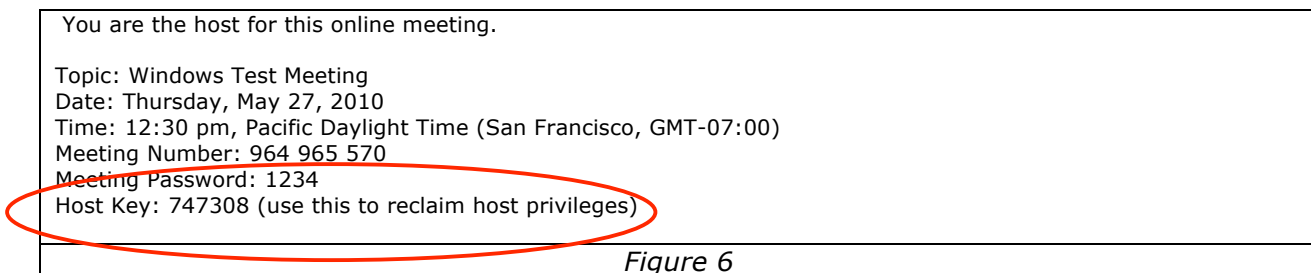 You are the host for this online meeting.
Topic: Windows Test Meeting
Date: Thursday, May 27, 2010
Time: 12:30 pm, Pacific Daylight Time (San Francisco, GMT-07:00)
Meeting Number: 964 965 570
Meeting Password: 1234
Host Key: 747308 (use this to reclaim host privileges)
Figure 6